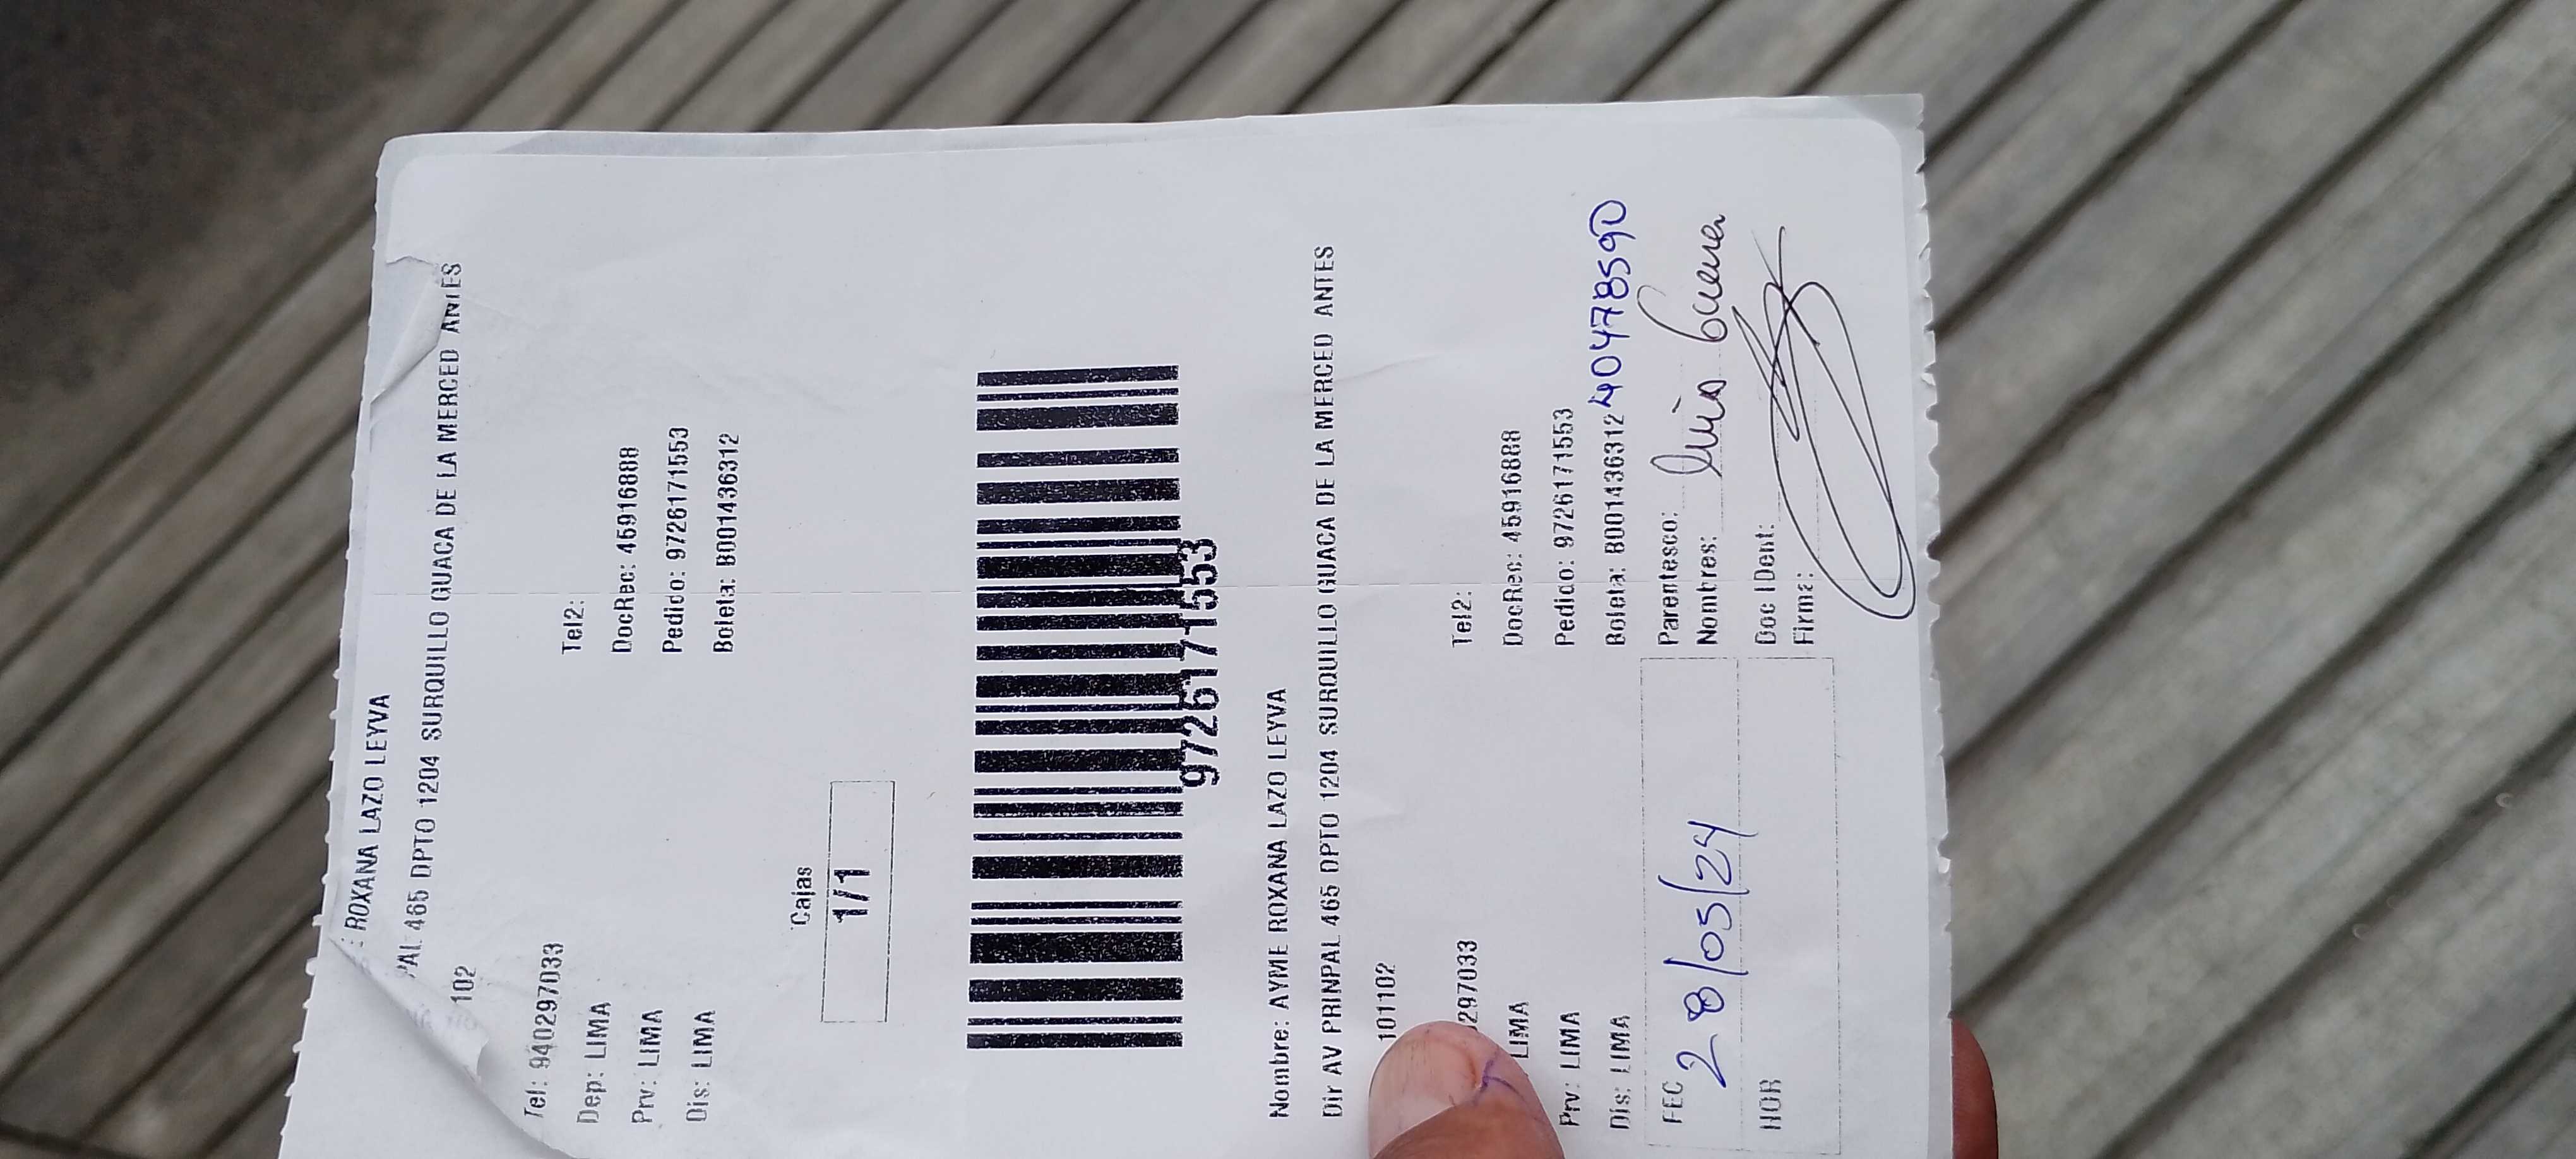 : ROXANA LAZO LEYVA
PAL 465 DPTO 1204 SURQUILLO GUACA DE LA MERCED ANTES
102
Tel: 940297033
Tel2:
Dep: LIMA
DocRec: 45916888
Prv: LIMA
Pedido: 97261715553
Dis: LIMA
Boleta: B001436312
Cajas
1/1
9726171553
Nombre: AYME ROXANA LAZO LEYVA
Dir AV PRINPAL 465 DPTO 1204 SURQUILLO GUACA DE LA MERCED ANTES
101102
297033
Tel2:
LIMA
DocRec: 45916888
Prv: LIMA
Pedido: 9726171553
Dis: LIMA
Boleta: B001436312 40478590
FEC 28/05/24
Parentesco:
Nombres: Luis
HOR
Doc IDent:
Firma: